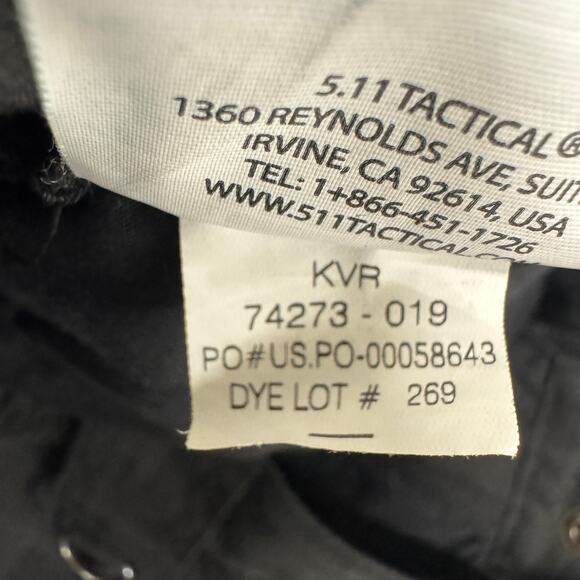 5.11 TACTICAL®
1360 REYNOLDS AVE, SUIT
IRVINE, CA 92614, USA
TEL: 1+866-451-1726
WWW.511TACTICAL.CO
KVR
74273 - 019
PO#US.PO-00058643
DYE LOT # 269